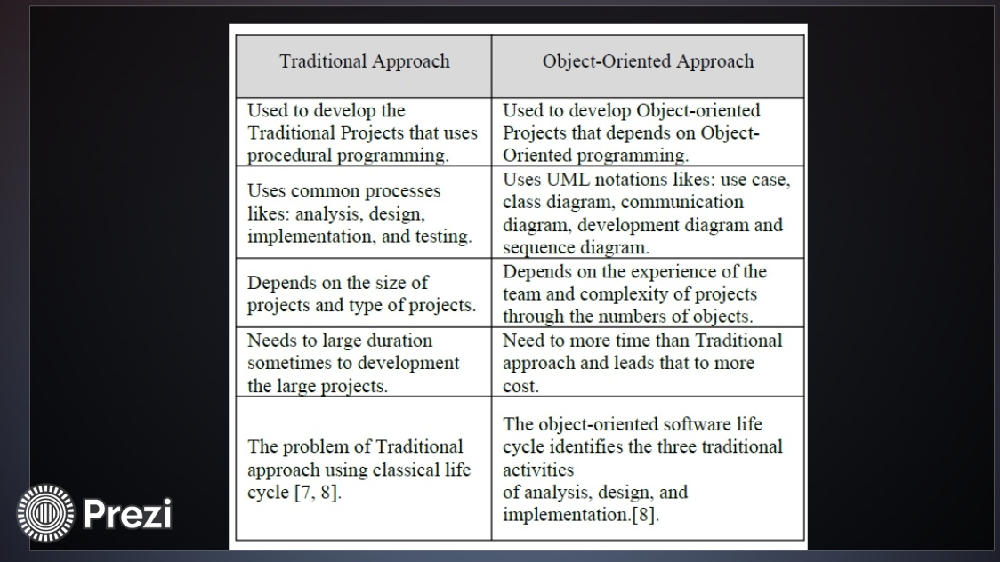 Traditional Approach
Object-Oriented Approach
Used to develop the
Traditional Projects that uses
procedural programming.
Used to develop Object-oriented
Projects that depends on Object-
Oriented programming.
Uses common processes
likes: analysis, design,
implementation, and testing.
Uses UML notations likes: use case,
class diagram, communication
diagram, development diagram and
sequence diagram.
Depends on the size of
projects and type of projects.
Depends on the experience of the
team and complexity of projects
through the numbers of objects.
Needs to large duration
sometimes to development
the large projects.
Need to more time than Traditional
approach and leads that to more
cost.
The problem of Traditional
approach using classical life
cycle [7, 8].
The object-oriented software life
cycle identifies the three traditional
activities
of analysis, design, and
implementation.[8].
Prezi